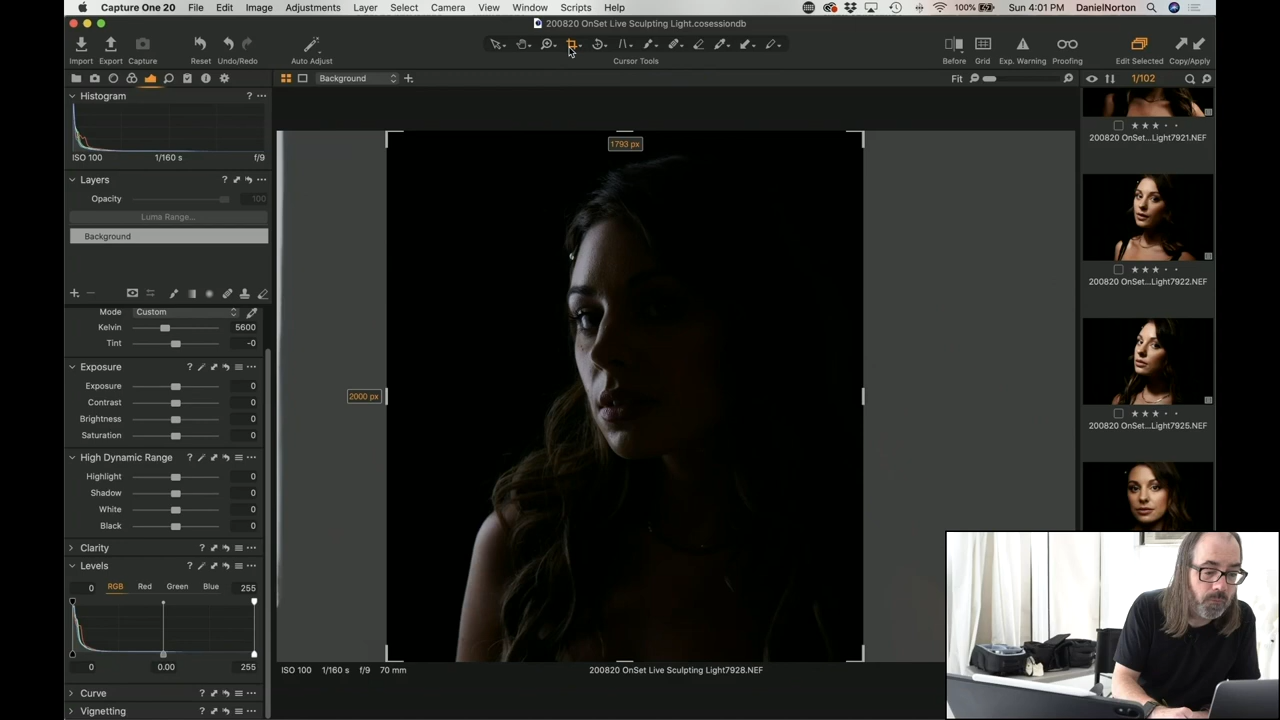 Capture One 20 File Edit View Image Adjustments Layer Select Camera View Window Scripts Help 100% Sun 4:01 PM DanielNorton
200820 OnSet Live Sculpting Light.cosessiondb
Import Export Capture Reset Undo/Redo Auto Adjust Cursor Tools Before Grid Exp. Warning Proofing Edit Selected Copy/Apply
Background Fit 1/102
Histogram ?
ISO 100 1/160 s f/9
Layers ?
Opacity 100
Luma Range...
Background
Mode Custom
Kelvin 5600
Tint -0
Exposure ?
Exposure 0
Contrast 0
Brightness 0
Saturation 0
High Dynamic Range ?
Highlight 0
Shadow 0
White 0
Black 0
Clarity ?
Levels ?
0 RGB Red Green Blue 255
0 0.00 255
Curve ?
Vignetting ?
1793 px
2000 px
ISO 100 1/160 s f/9 70 mm 200820 OnSet Live Sculpting Light7928.NEF
200820 OnSet...Light7921.NEF
200820 OnSet...Light7922.NEF
200820 OnSet...Light7925.NEF